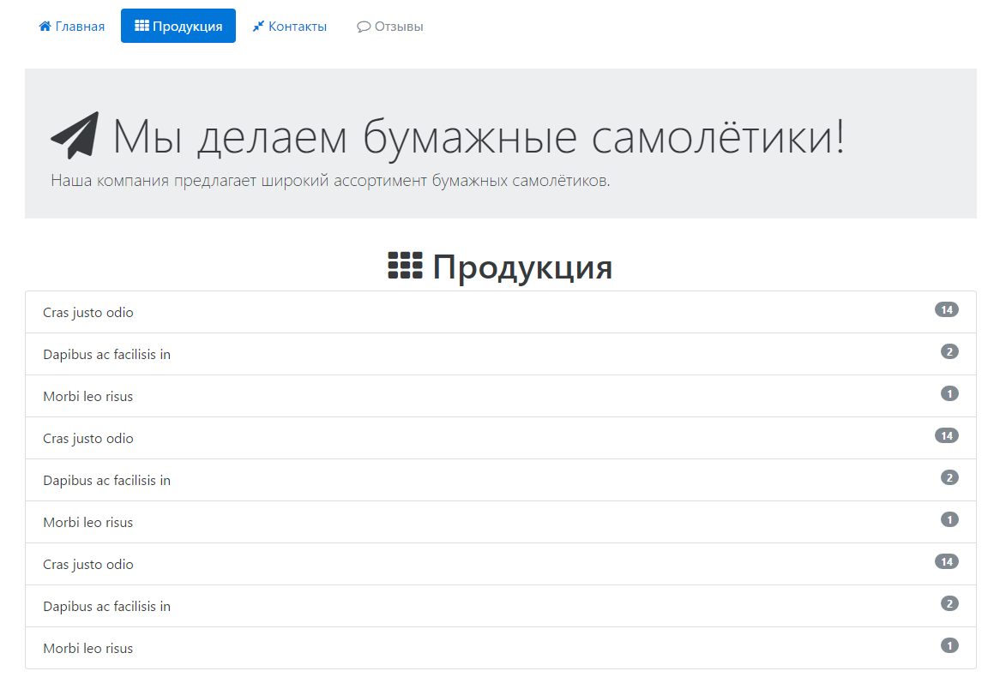 Главная Продукция Контакты Отзывы
Мы делаем бумажные самолётики!
Наша компания предлагает широкий ассортимент бумажных самолётиков.
Продукция
Cras justo odio 14
Dapibus ac facilisis in 2
Morbi leo risus 1
Cras justo odio 14
Dapibus ac facilisis in 2
Morbi leo risus 1
Cras justo odio 14
Dapibus ac facilisis in 2
Morbi leo risus 1